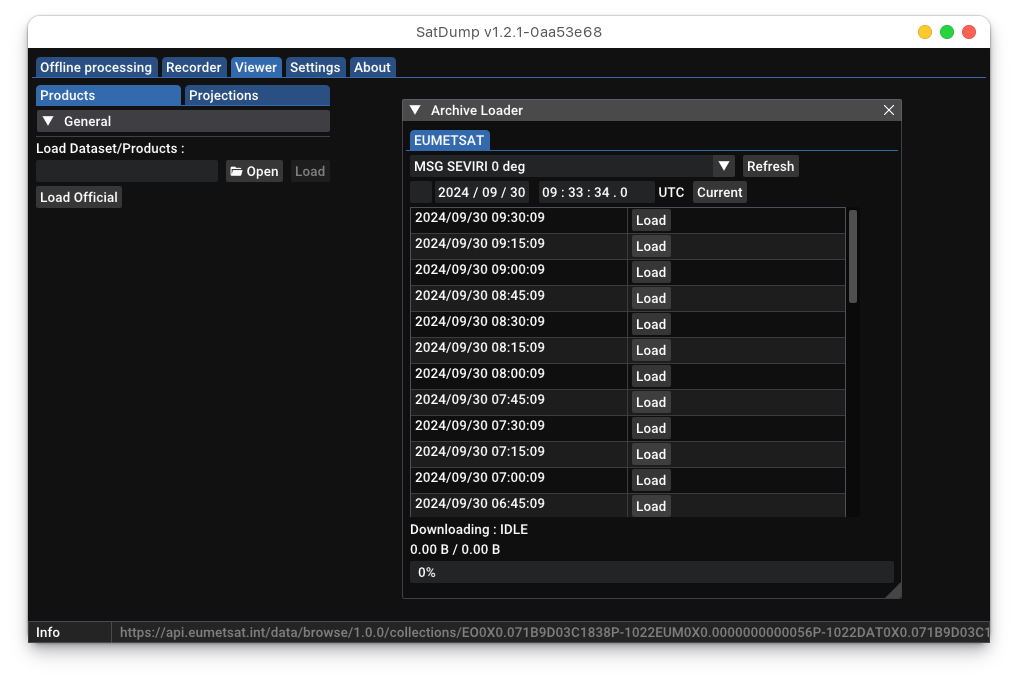 SatDump v1.2.1-0aa53e68
Offline processing Recorder Viewer Settings About
Products Projections
General
Load Dataset/Products :
Open Load
Load Official
Archive Loader
EUMETSAT
MSG SEVIRI 0 deg Refresh
2024 / 09 / 30 09 : 33 : 34 . 0 UTC Current
2024/09/30 09:30:09 Load
2024/09/30 09:15:09 Load
2024/09/30 09:00:09 Load
2024/09/30 08:45:09 Load
2024/09/30 08:30:09 Load
2024/09/30 08:15:09 Load
2024/09/30 08:00:09 Load
2024/09/30 07:45:09 Load
2024/09/30 07:30:09 Load
2024/09/30 07:15:09 Load
2024/09/30 07:00:09 Load
2024/09/30 06:45:09 Load
Downloading : IDLE
0.00 B / 0.00 B
0%
Info https://api.eumetsat.int/data/browse/1.0.0/collections/EO0X0.071B9D03C1838P-1022EUM0X0.0000000000056P-1022DAT0X0.071B9D03C1